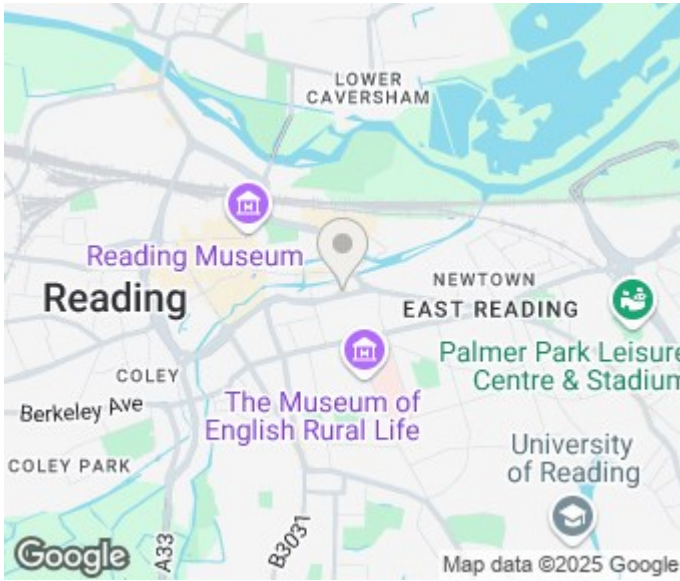 LOWER
CAVERSHAM
Reading Museum
Reading
NEWTOWN
EAST READING
Palmer Park Leisure
Centre & Stadium
COLEY
The Museum of
English Rural Life
Berkeley Ave
COLEY PARK
University
of Reading
A33
B3031
Google
Map data ©2025 Google